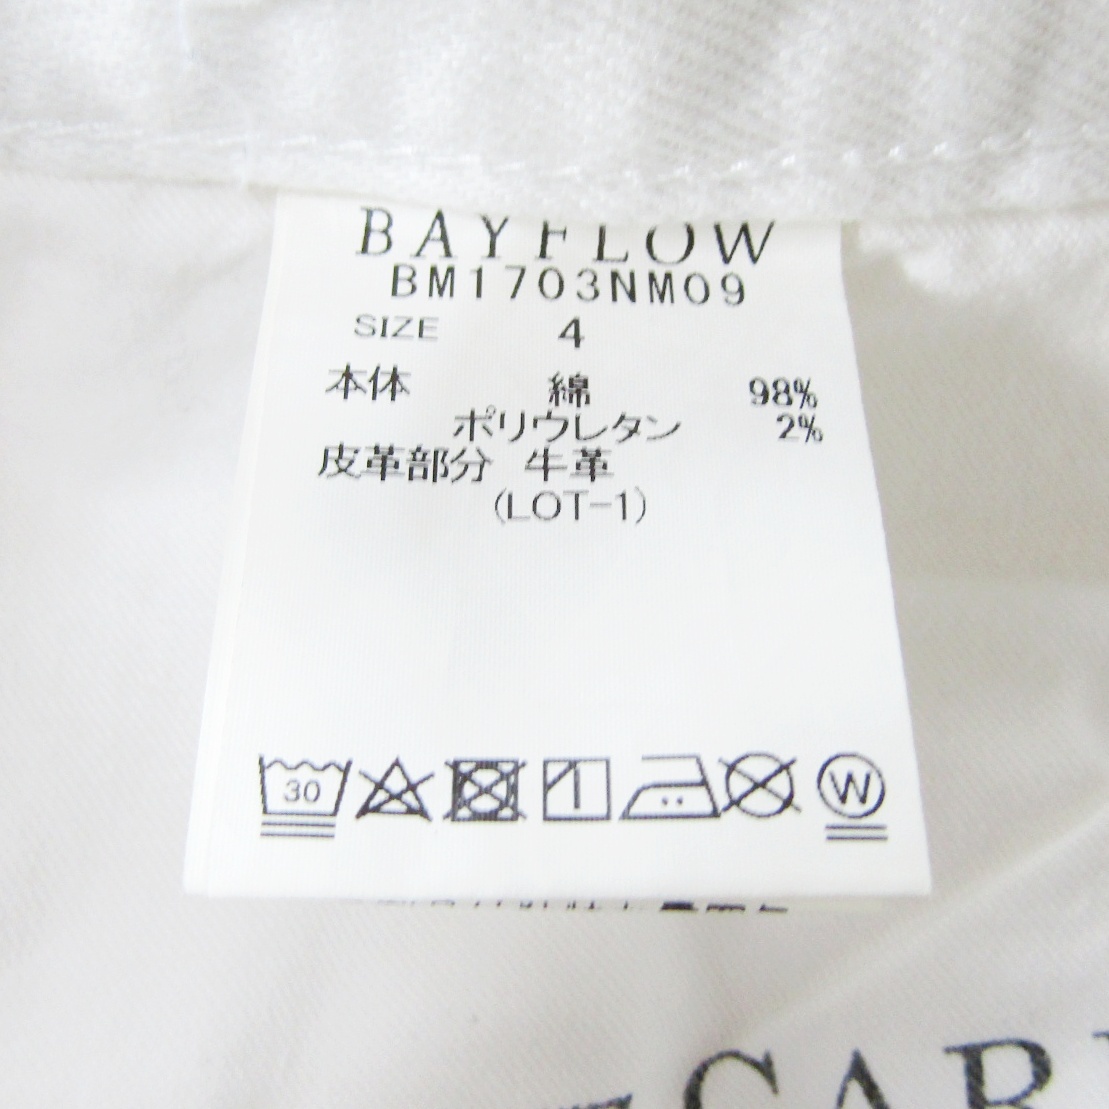 BAYFLOW
BM1703NM09
SIZE 4
本体 綿 98%
ポリウレタン 2%
皮革部分 牛革
(LOT-1)
30
W